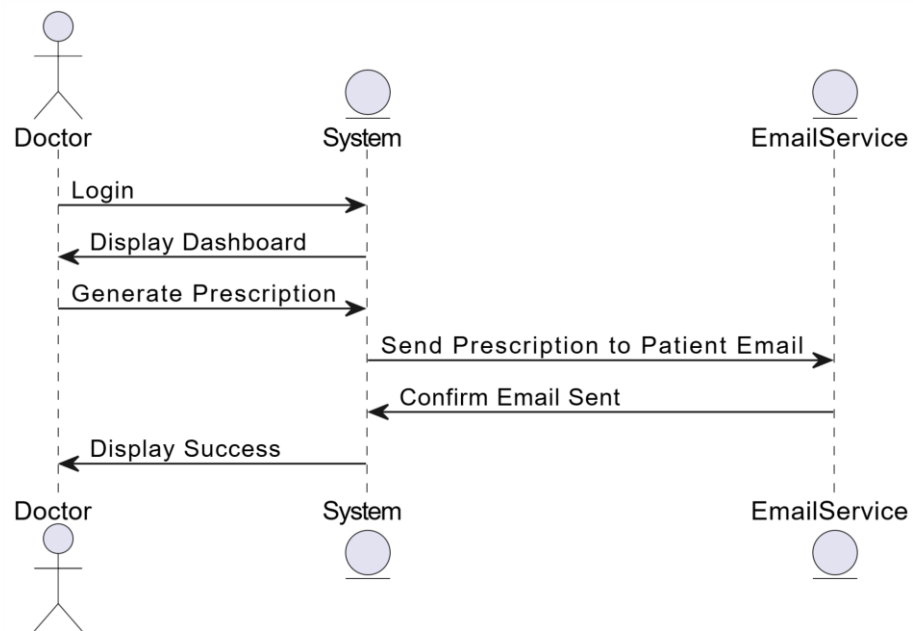 Doctor
System
EmailService
Login
Display Dashboard
Generate Prescription
Send Prescription to Patient Email
Confirm Email Sent
Display Success
Doctor
System
EmailService